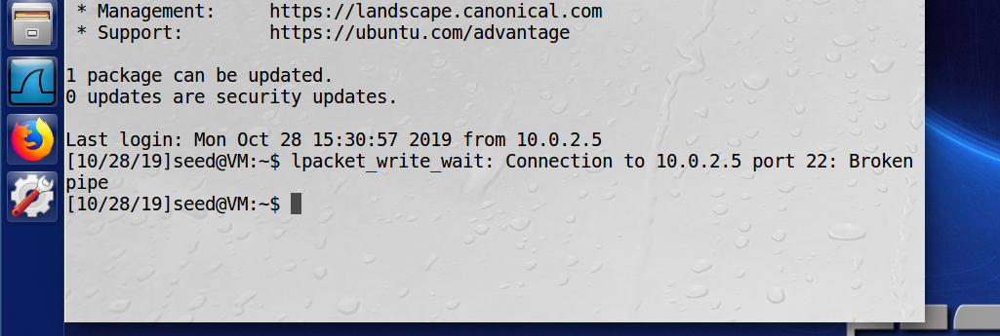 * Management:     https://landscape.canonical.com
* Support:        https://ubuntu.com/advantage
1 package can be updated.
0 updates are security updates.
Last login: Mon Oct 28 15:30:57 2019 from 10.0.2.5
[10/28/19]seed@VM:~$ lpacket_write_wait: Connection to 10.0.2.5 port 22: Broken
pipe
[10/28/19]seed@VM:~$